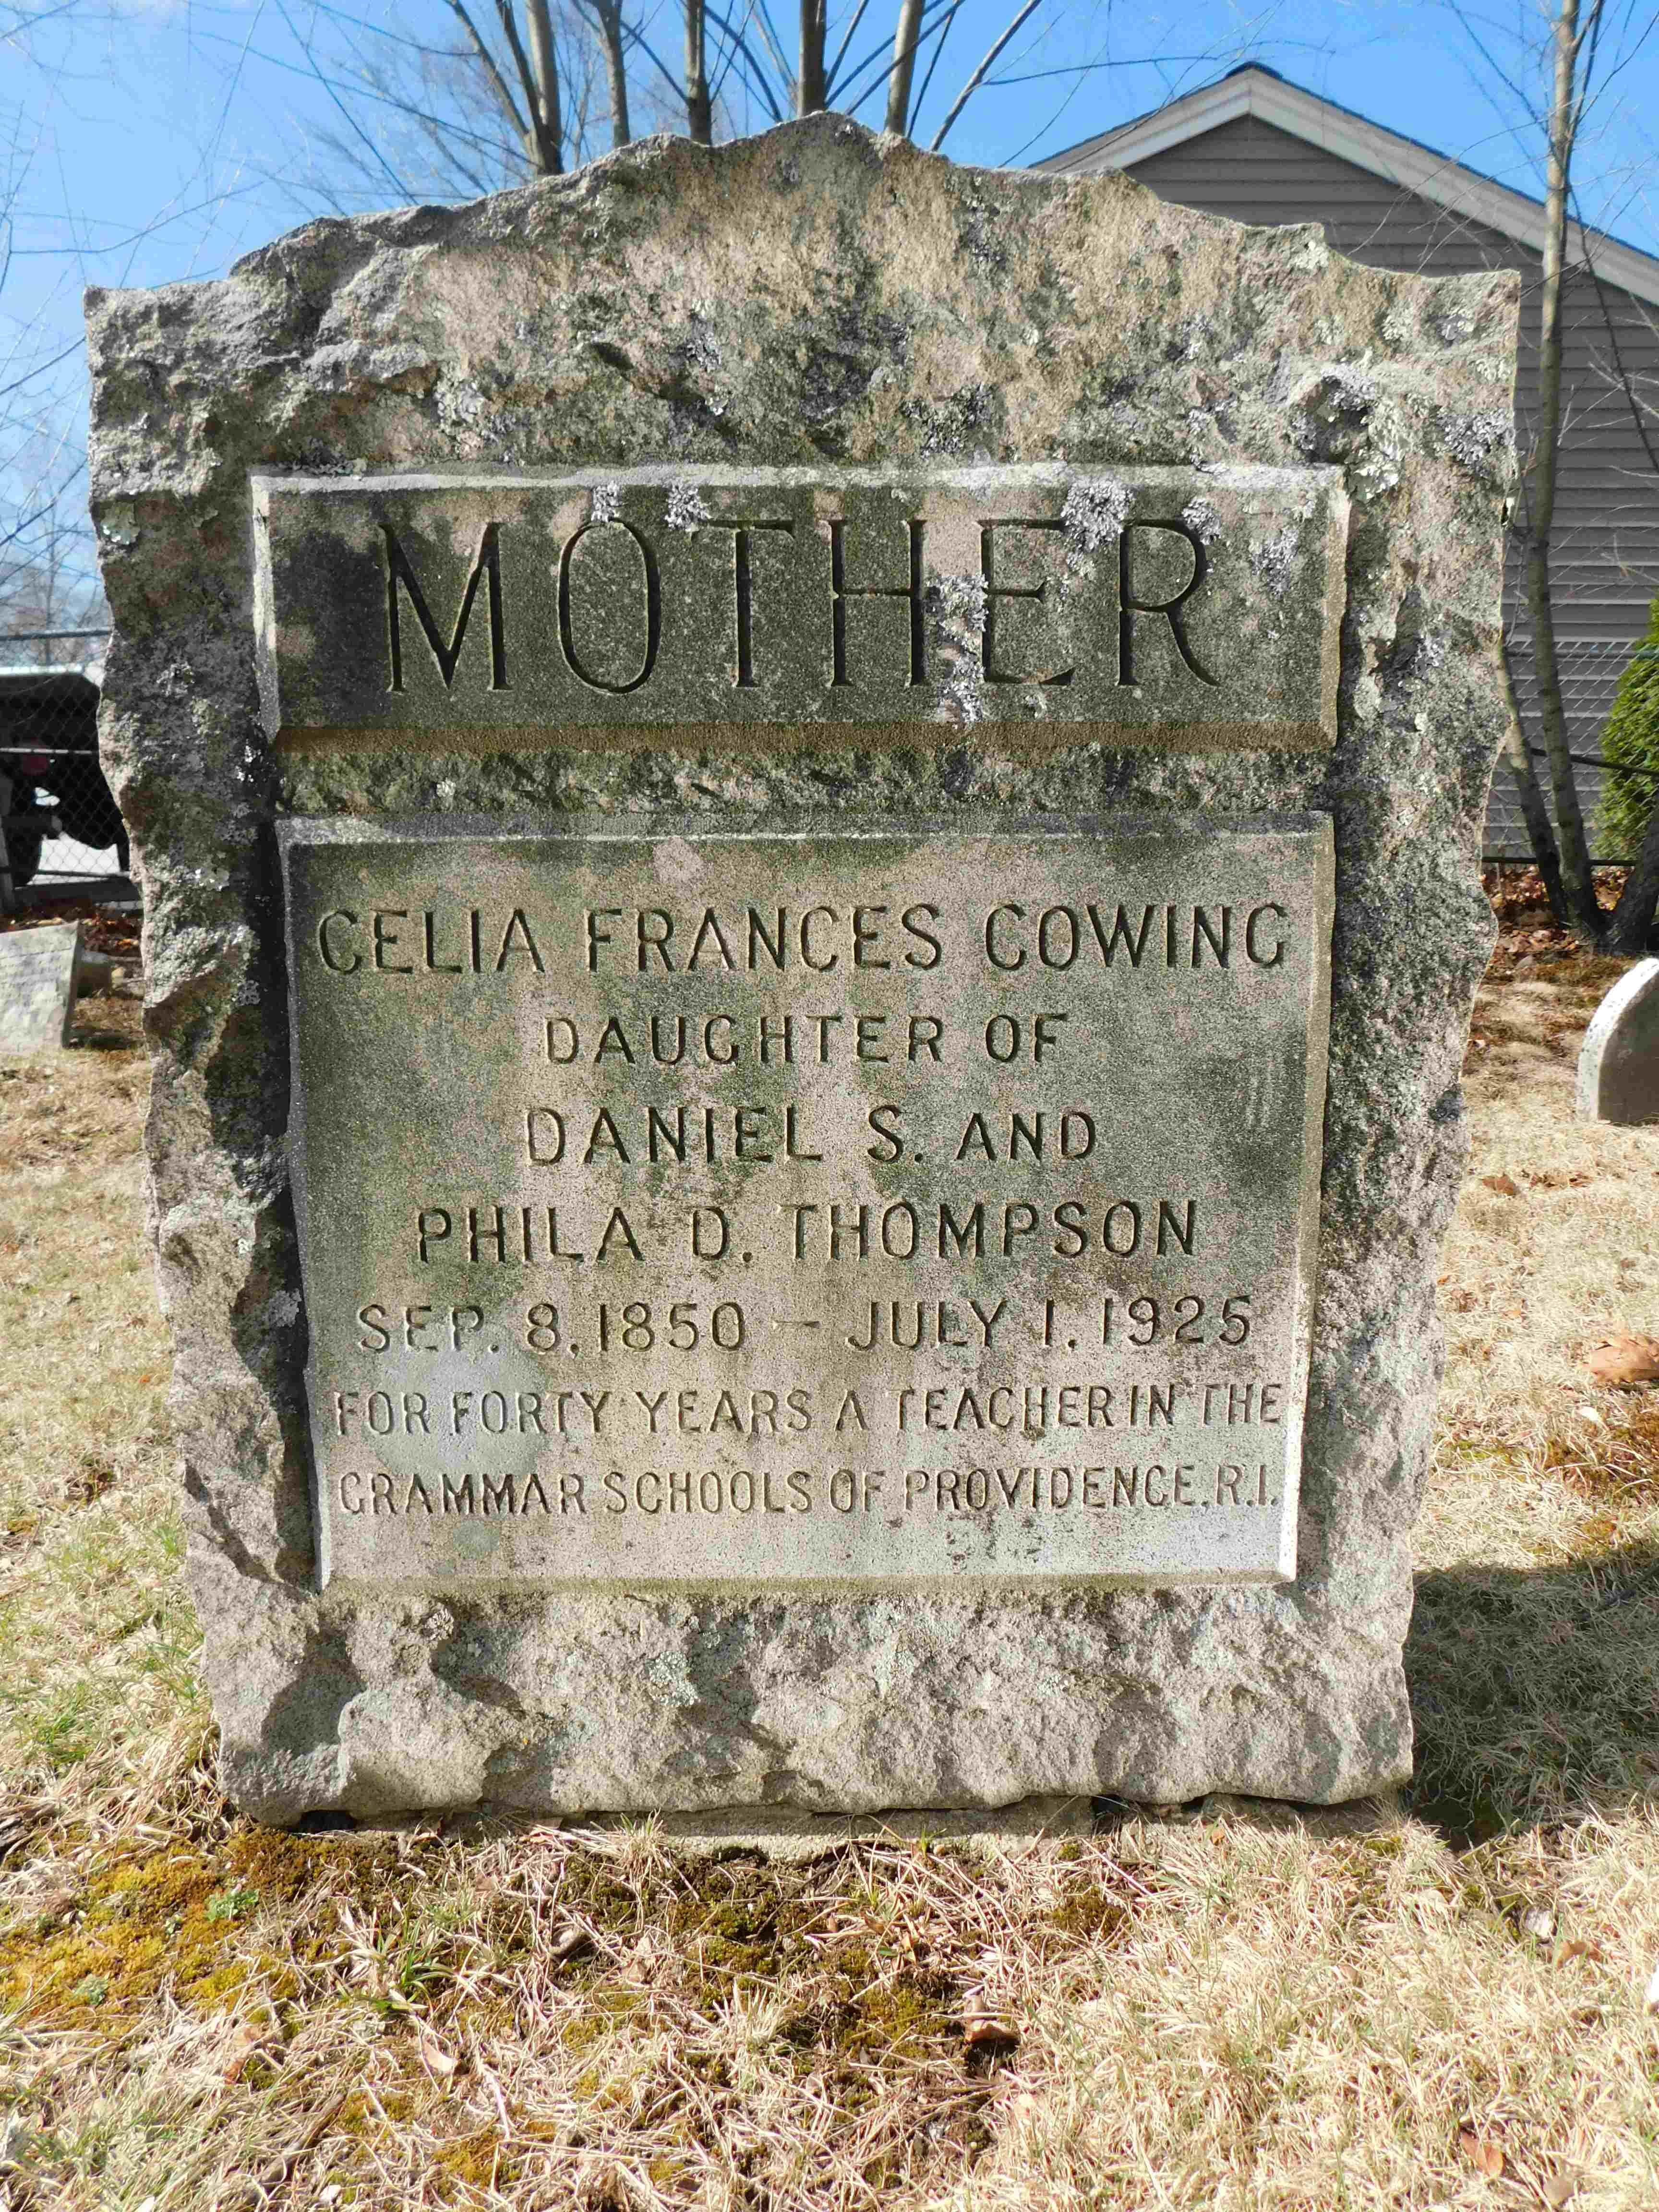 MOTHER
CELIA FRANCES COWING
DAUGHTER OF
DANIEL S. AND
PHILA D. THOMPSON
SEP. 8, 1850 – JULY 1, 1925
FOR FORTY YEARS A TEACHER IN THE
GRAMMAR SCHOOLS OF PROVIDENCE, R.I.